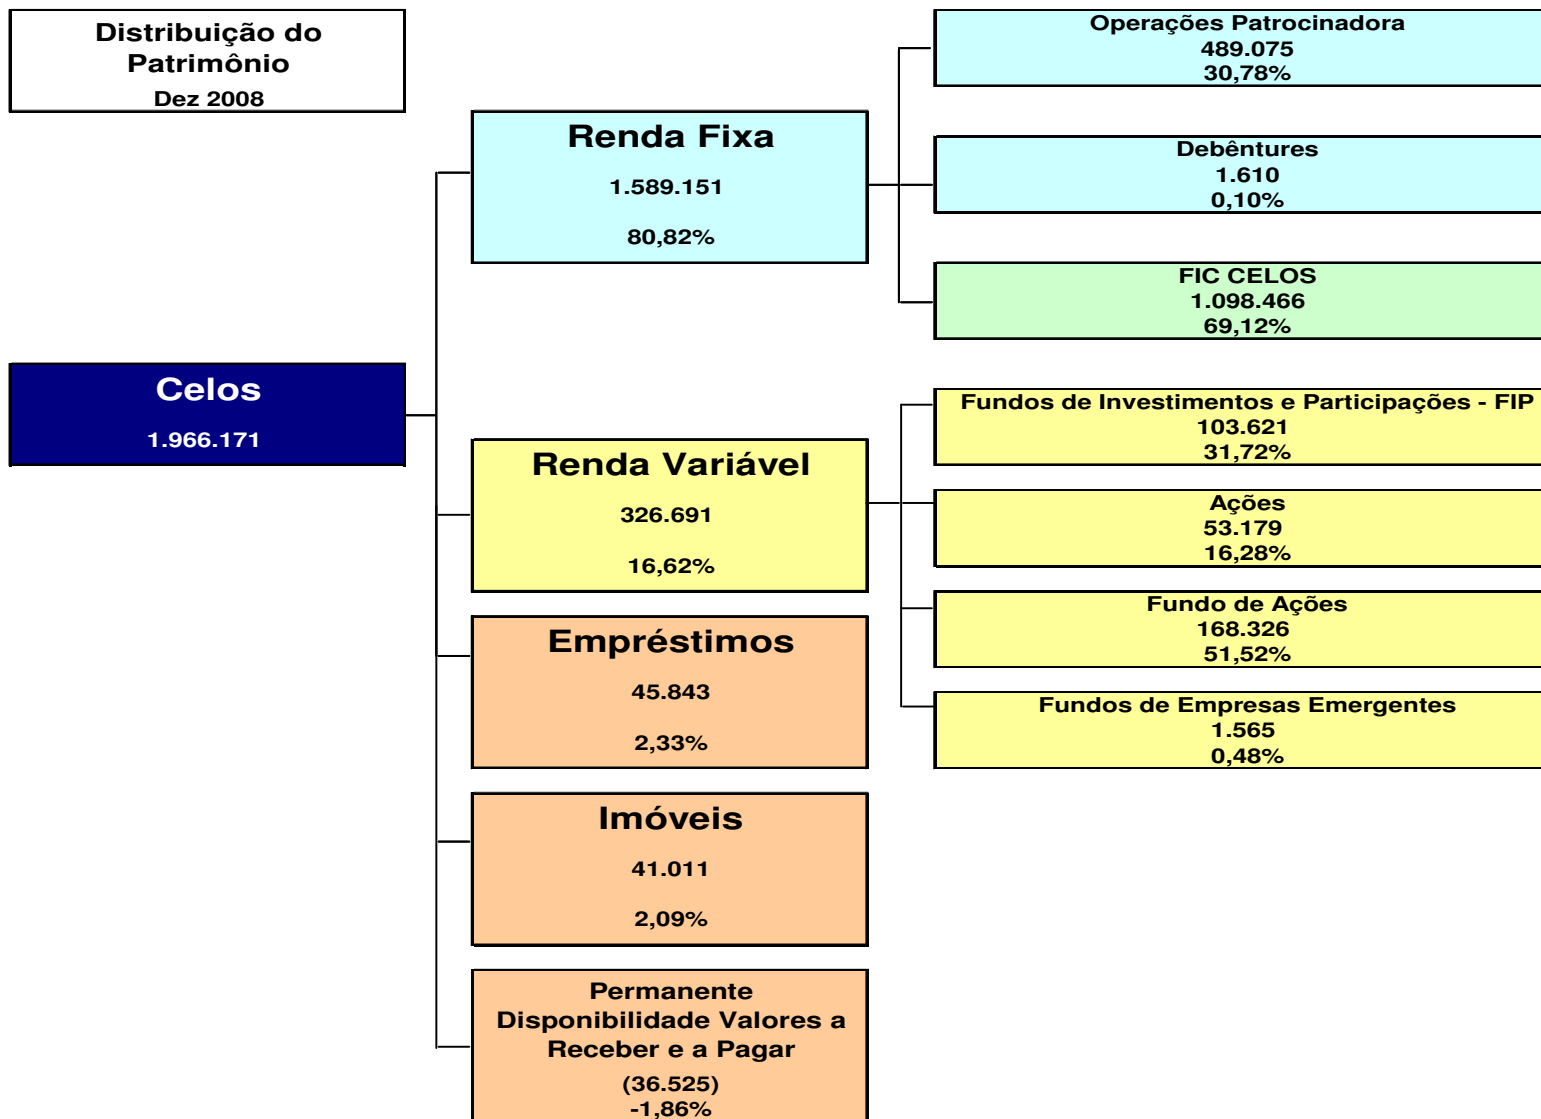 Distribuição do
Patrimônio
Dez 2008
Celos
1.966.171
Renda Fixa
1.589.151
80,82%
Operações Patrocinadora
489.075
30,78%
Debêntures
1.610
0,10%
FIC CELOS
1.098.466
69,12%
Renda Variável
326.691
16,62%
Fundos de Investimentos e Participações - FIP
103.621
31,72%
Ações
53.179
16,28%
Fundo de Ações
168.326
51,52%
Fundos de Empresas Emergentes
1.565
0,48%
Empréstimos
45.843
2,33%
Imóveis
41.011
2,09%
Permanente
Disponibilidade Valores a
Receber e a Pagar
(36.525)
-1,86%